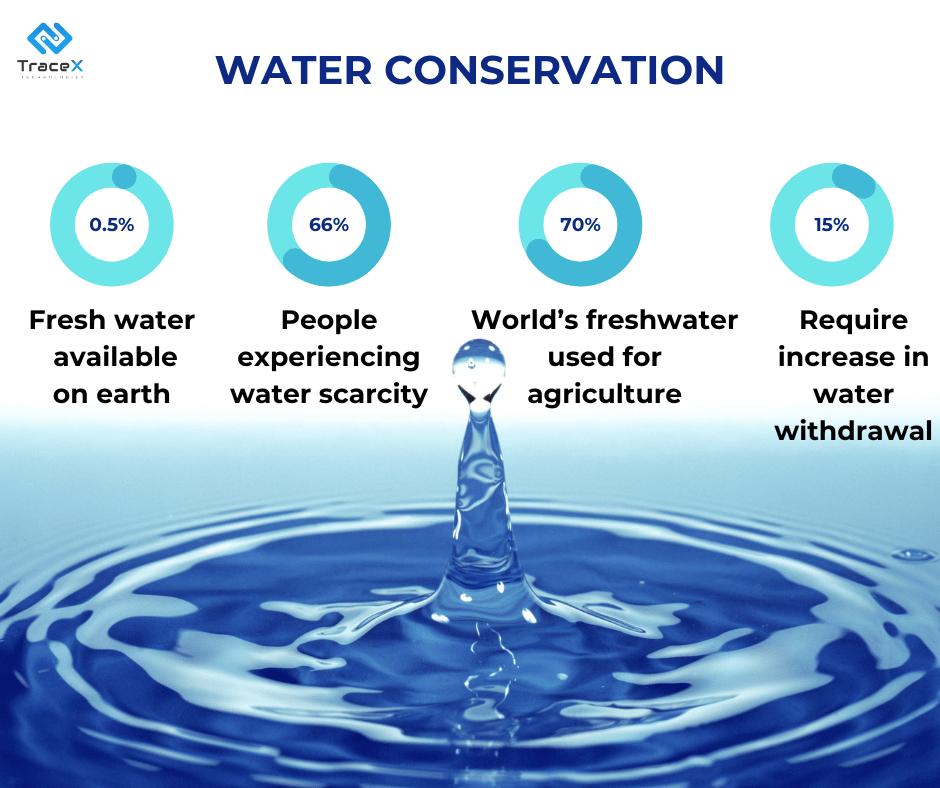 TraceX
TECHNOLOGIES
WATER CONSERVATION
0.5%
Fresh water
available
on earth
66%
People
experiencing
water scarcity
70%
World’s freshwater
used for
agriculture
15%
Require
increase in
water
withdrawal